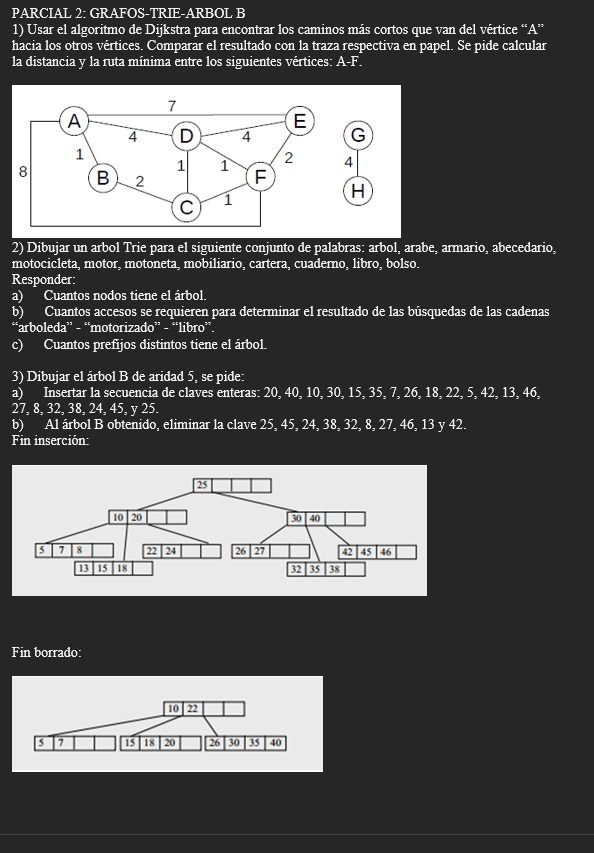 PARCIAL 2: GRAFOS-TRIE-ARBOL B
1) Usar el algoritmo de Dijkstra para encontrar los caminos más cortos que van del vértice “A”
hacia los otros vértices. Comparar el resultado con la traza respectiva en papel. Se pide calcular
la distancia y la ruta mínima entre los siguientes vértices: A-F.
7
A
D
E
G
4
4
8
1
1
1
2
4
B
2
F
H
C
1
2) Dibujar un arbol Trie para el siguiente conjunto de palabras: arbol, arabe, armario, abecedario,
motocicleta, motor, motoneta, mobiliario, cartera, cuaderno, libro, bolso.
Responder:
a) Cuantos nodos tiene el árbol.
b) Cuantos accesos se requieren para determinar el resultado de las búsquedas de las cadenas
“arboleda” - “motorizado” - “libro”.
c) Cuantos prefijos distintos tiene el árbol.
3) Dibujar el árbol B de aridad 5, se pide:
a) Insertar la secuencia de claves enteras: 20, 40, 10, 30, 15, 35, 7, 26, 18, 22, 5, 42, 13, 46,
27, 8, 32, 38, 24, 45, y 25.
b) Al árbol B obtenido, eliminar la clave 25, 45, 24, 38, 32, 8, 27, 46, 13 y 42.
Fin inserción:
25
10 20
30 40
5 7 8
22 24
26 27
42 45 46
13 15 18
32 35 38
Fin borrado:
10 22
5 7
15 18 20
26 30 35 40